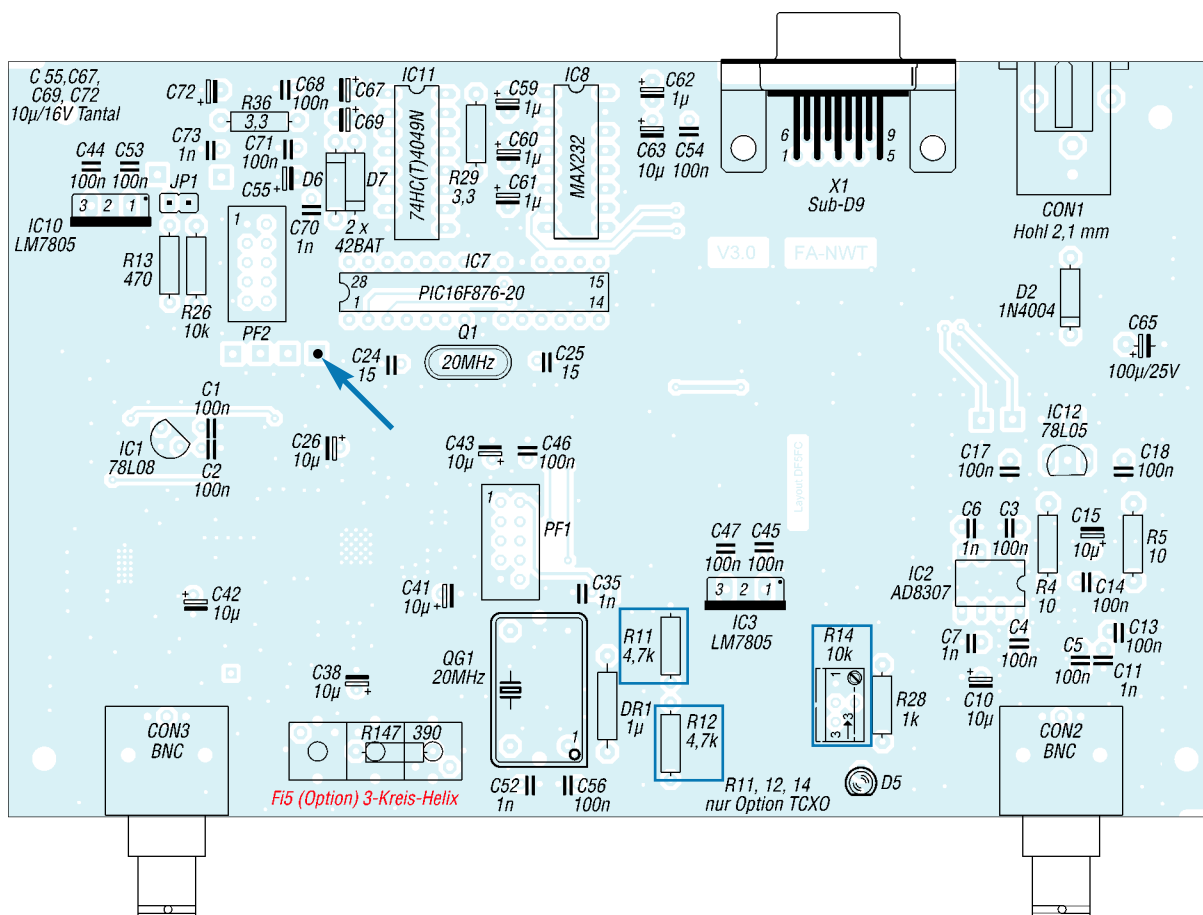 C 55,C67,
C69, C72
10µ/16V Tantal
C72
+
C68
100n
C67
+
C69
+
R36
3,3
C73
1n
C71
100n
C44
100n
C53
100n
JP1
C55
+
D6
D7
2 x
42BAT
C70
1n
3 2 1
IC10
LM7805
R13
470
R26
10k
1
PF2
IC11
74HC(T)4049N
R29
3,3
C59
1µ
+
C60
1µ
+
C61
1µ
+
IC8
MAX232
C62
1µ
+
C63
10µ
+
C54
100n
6
1
9
5
X1
Sub-D9
CON1
Hohl 2,1 mm
V3.0
FA-NWT
IC7
28
1
PIC16F876-20
15
14
D2
1N4004
C65
+
100µ/25V
Q1
20MHz
C24
15
C25
15
C1
100n
IC1
78L08
C2
100n
C26
10µ
+
C43
10µ
+
C46
100n
1
PF1
Layout DF9FC
IC12
78L05
C17
100n
C18
100n
C6
1n
C3
100n
R4
10
C15
10µ
+
R5
10
IC2
AD8307
C14
100n
C47
100n
C45
100n
3 2 1
IC3
LM7805
C42
10µ
+
C41
10µ
+
C35
1n
R11
4,7k
R14
10k
1
3
3
C7
1n
C4
100n
C13
100n
C5
100n
C11
1n
C10
10µ
+
C38
10µ
+
QG1
20MHz
1
DR1
1µ
R12
4,7k
R28
1k
CON3
BNC
R147
390
Fi5 (Option) 3-Kreis-Helix
C52
1n
C56
100n
R11, 12, 14
nur Option TCXO
D5
CON2
BNC